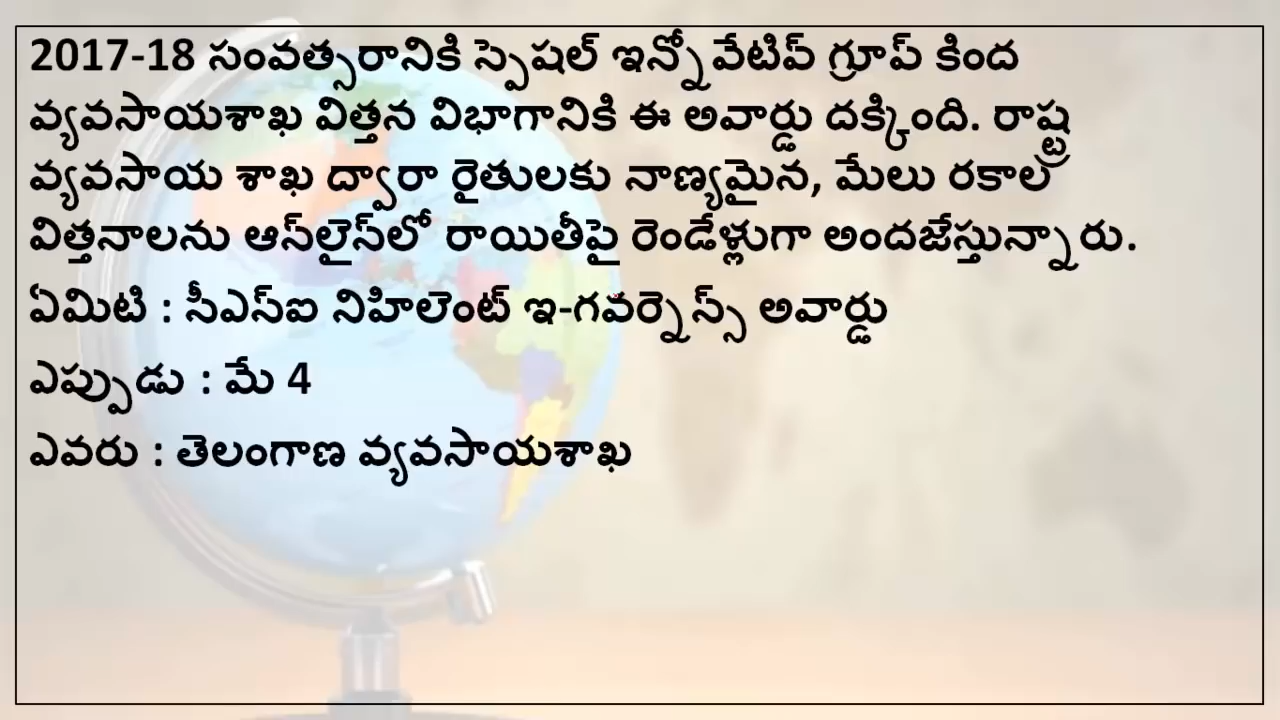 2017-18 సంవత్సరానికి స్పెషల్ ఇన్నోవేటివ్ గ్రూప్ కింద
వ్యవసాయశాఖ విత్తన విభాగానికి ఈ అవార్డు దక్కింది. రాష్ట్ర
వ్యవసాయ శాఖ ద్వారా రైతులకు నాణ్యమైన, మేలు రకాల
విత్తనాలను ఆన్‌లైన్‌లో రాయితీపై రెండేళ్లుగా అందజేస్తున్నారు.
ఏమిటి : సీఎస్ఐ నిహిలెంట్ ఇ-గవర్నెన్స్ అవార్డు
ఎప్పుడు : మే 4
ఎవరు : తెలంగాణ వ్యవసాయశాఖ